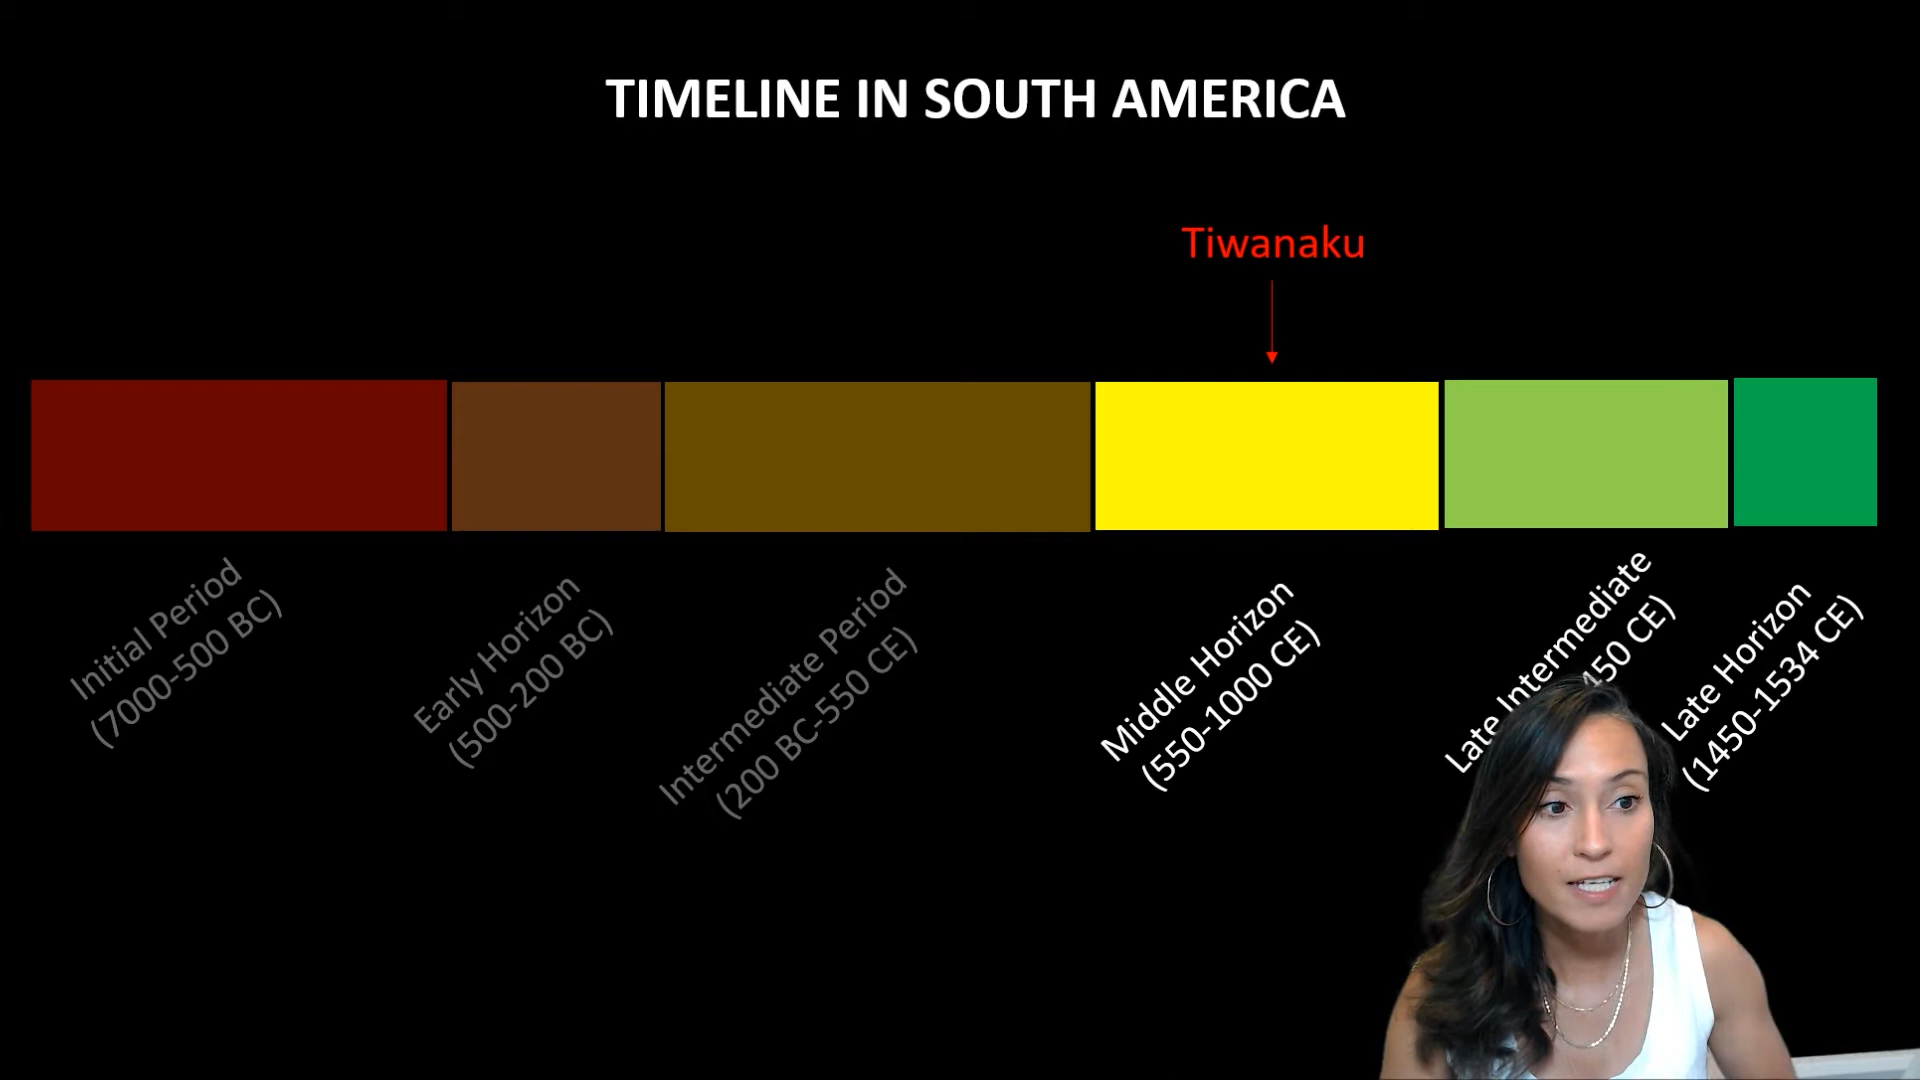 TIMELINE IN SOUTH AMERICA
Tiwanaku
Initial Period
(7000-500 BC)
Early Horizon
(500-200 BC)
Intermediate Period
(200 BC-550 CE)
Middle Horizon
(550-1000 CE)
Late Intermediate
CE)
Late Horizon
(1450-1534 CE)